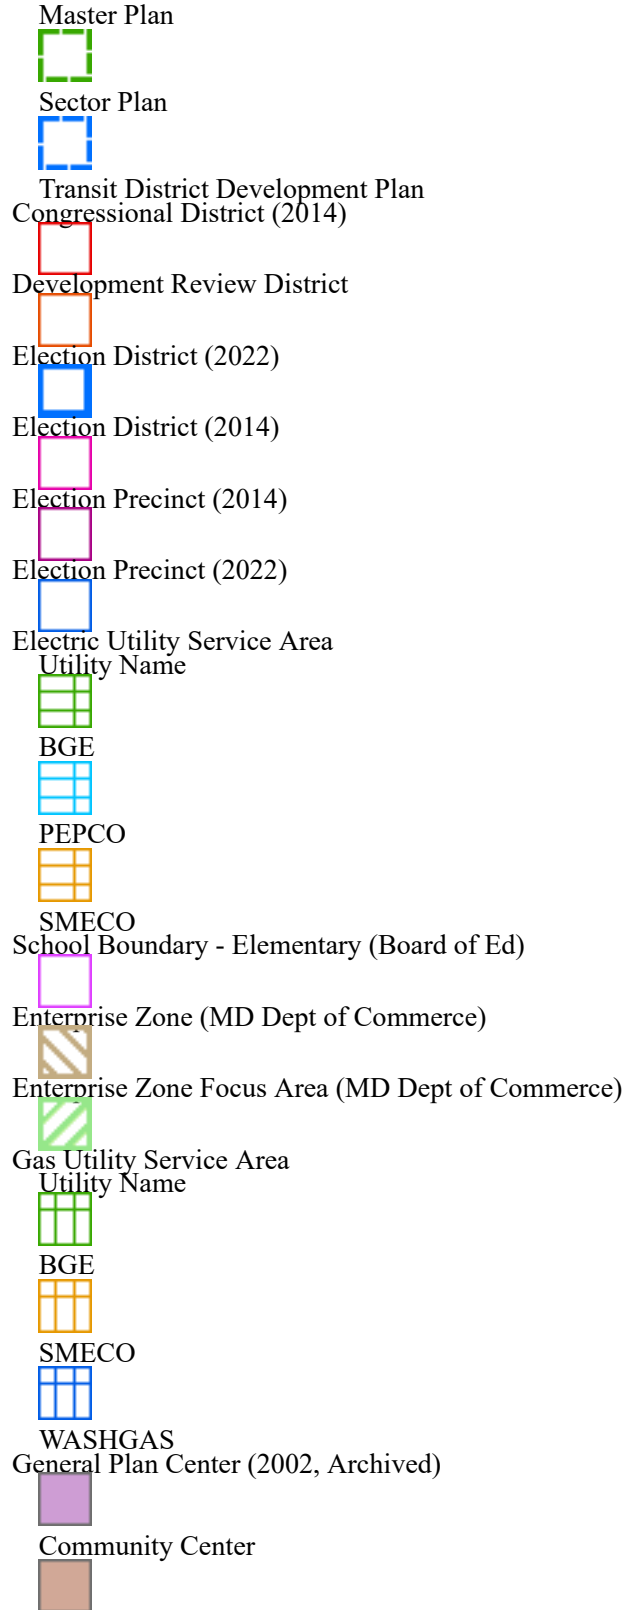 Master Plan
Sector Plan
Transit District Development Plan
Congressional District (2014)
Development Review District
Election District (2022)
Election District (2014)
Election Precinct (2014)
Election Precinct (2022)
Electric Utility Service Area
Utility Name
BGE
PEPCO
SMECO
School Boundary - Elementary (Board of Ed)
Enterprise Zone (MD Dept of Commerce)
Enterprise Zone Focus Area (MD Dept of Commerce)
Gas Utility Service Area
Utility Name
BGE
SMECO
WASHGAS
General Plan Center (2002, Archived)
Community Center